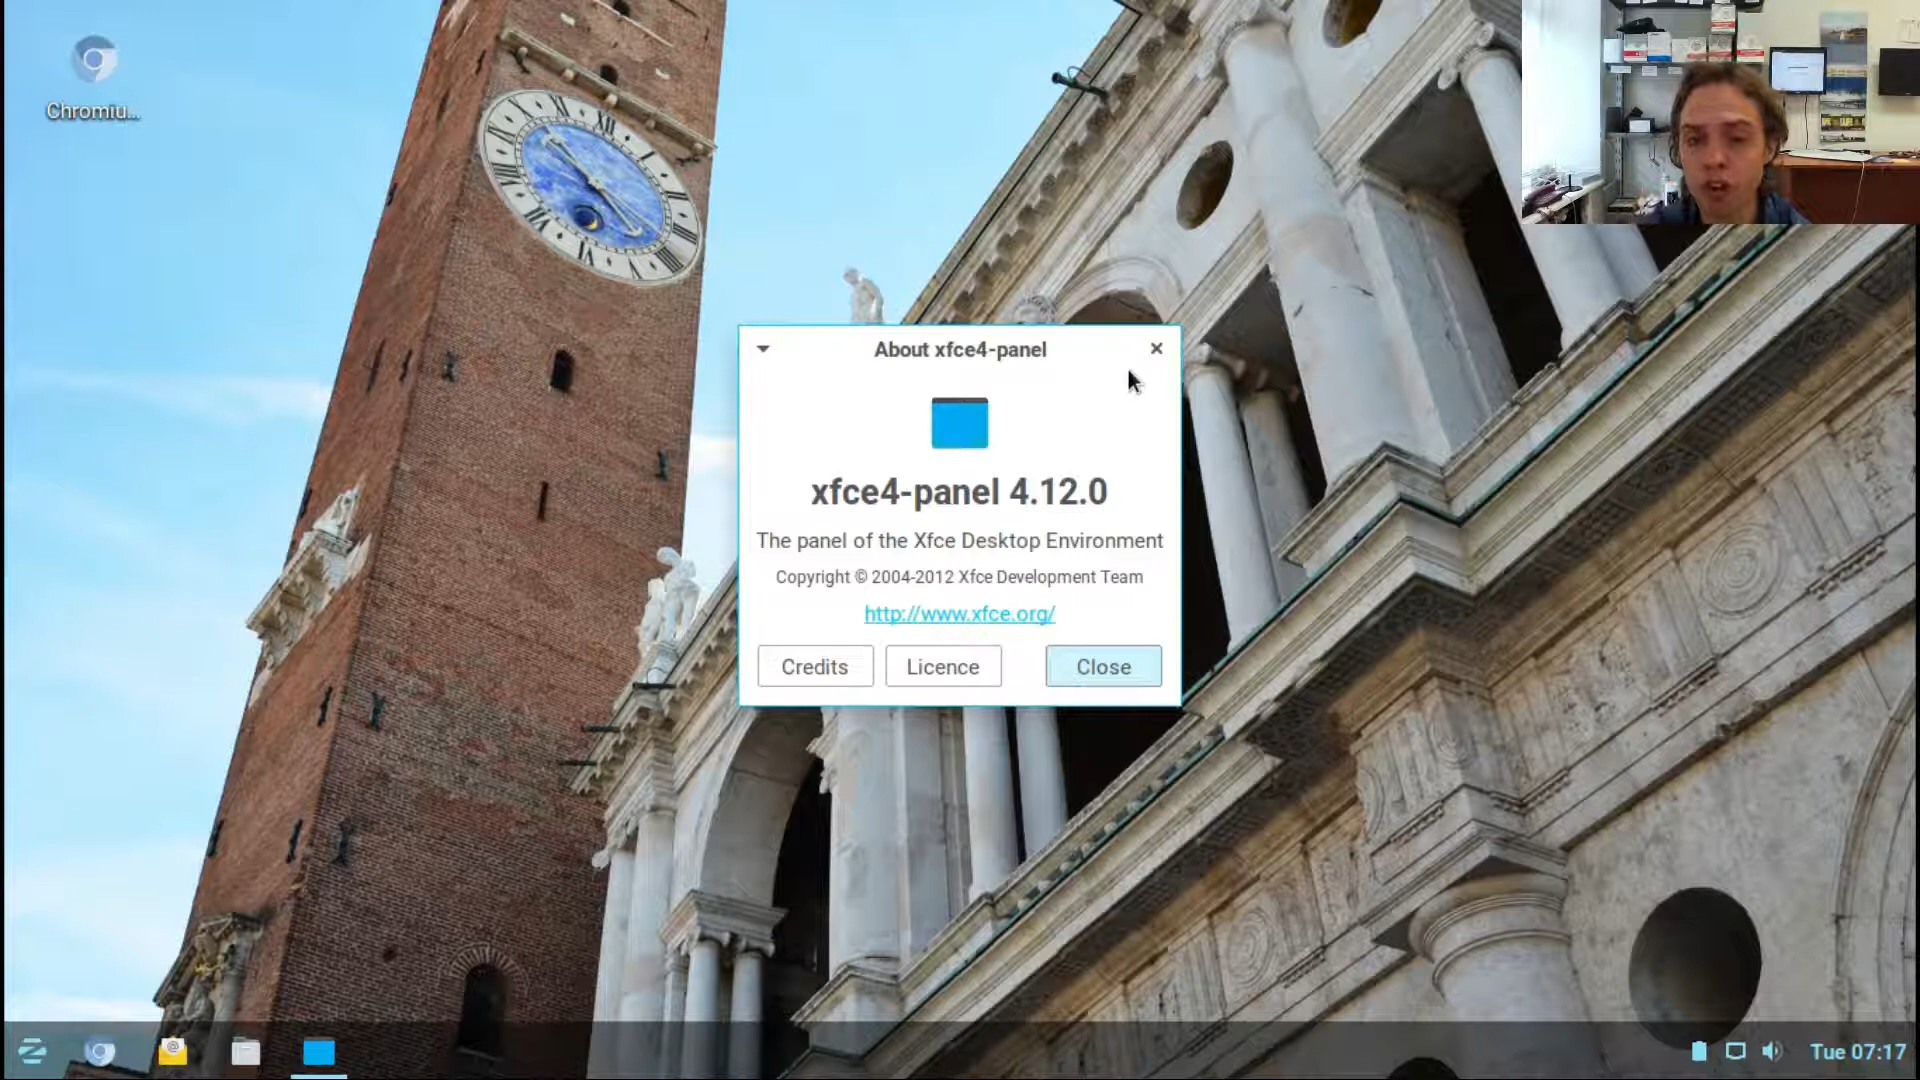 Chromiu...
About xfce4-panel
xfce4-panel 4.12.0
The panel of the Xfce Desktop Environment
Copyright © 2004-2012 Xfce Development Team
http://www.xfce.org/
Credits
Licence
Close
Tue 07:17